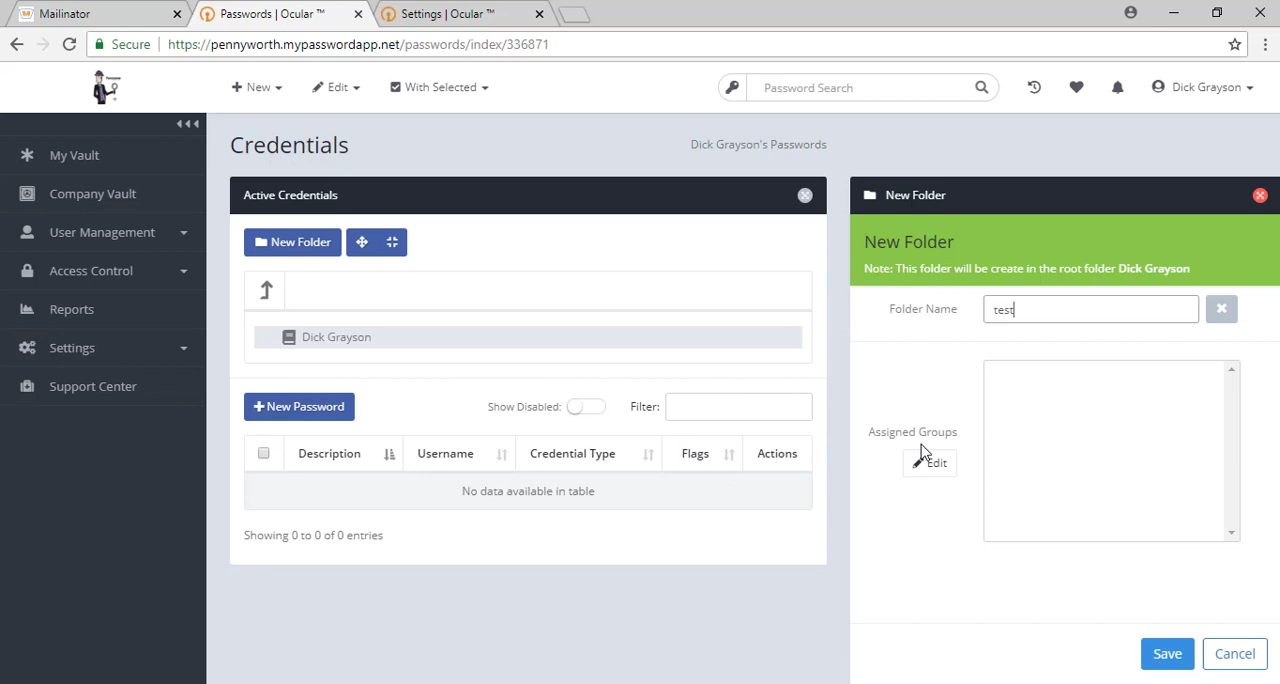 Mailinator
Passwords | Ocular ™
Settings | Ocular ™
Secure
https://pennyworth.mypasswordapp.net/passwords/index/336871
New
Edit
With Selected
Password Search
Dick Grayson
My Vault
Company Vault
User Management
Access Control
Reports
Settings
Support Center
Credentials
Dick Grayson's Passwords
Active Credentials
New Folder
Dick Grayson
New Password
Show Disabled:
Filter:
Description
Username
Credential Type
Flags
Actions
No data available in table
Showing 0 to 0 of 0 entries
New Folder
New Folder
Note: This folder will be create in the root folder Dick Grayson
Folder Name
test
Assigned Groups
Edit
Save
Cancel